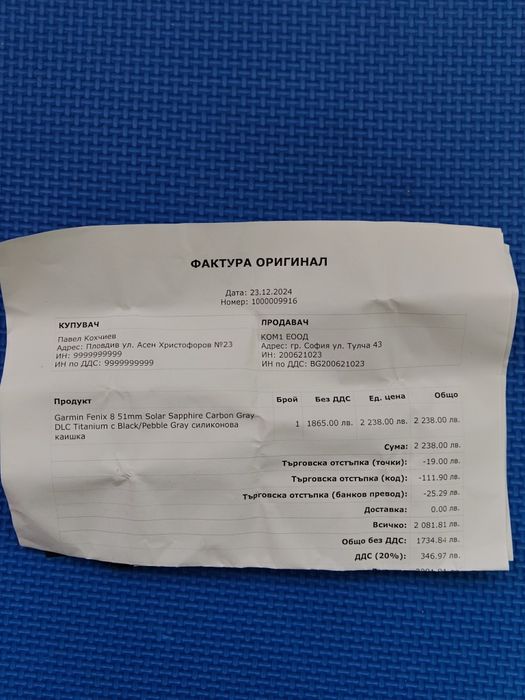 ФАКТУРА ОРИГИНАЛ
Дата: 23.12.2024
Номер: 1000009916
КУПУВАЧ
Павел Кохчиев
Адрес: Пловдив ул. Асен Христофоров №23
ИН: 9999999999
ИН по ДДС: 9999999999
ПРОДАВАЧ
КОМ1 ЕООД
Адрес: гр. София ул. Тулча 43
ИН: 200621023
ИН по ДДС: BG200621023
Продукт Брой Без ДДС Ед. цена Общо
Garmin Fenix 8 51mm Solar Sapphire Carbon Gray
DLC Titanium с Black/Pebble Gray силиконова
каишка
1 1865.00 лв. 2 238.00 лв. 2 238.00 лв.
Сума: 2 238.00 лв.
Търговска отстъпка (точки): -19.00 лв.
Търговска отстъпка (код): -111.90 лв.
Търговска отстъпка (банков превод): -25.29 лв.
Доставка: 0.00 лв.
Всичко: 2 081.81 лв.
Общо без ДДС: 1734.84 лв.
ДДС (20%): 346.97 лв.